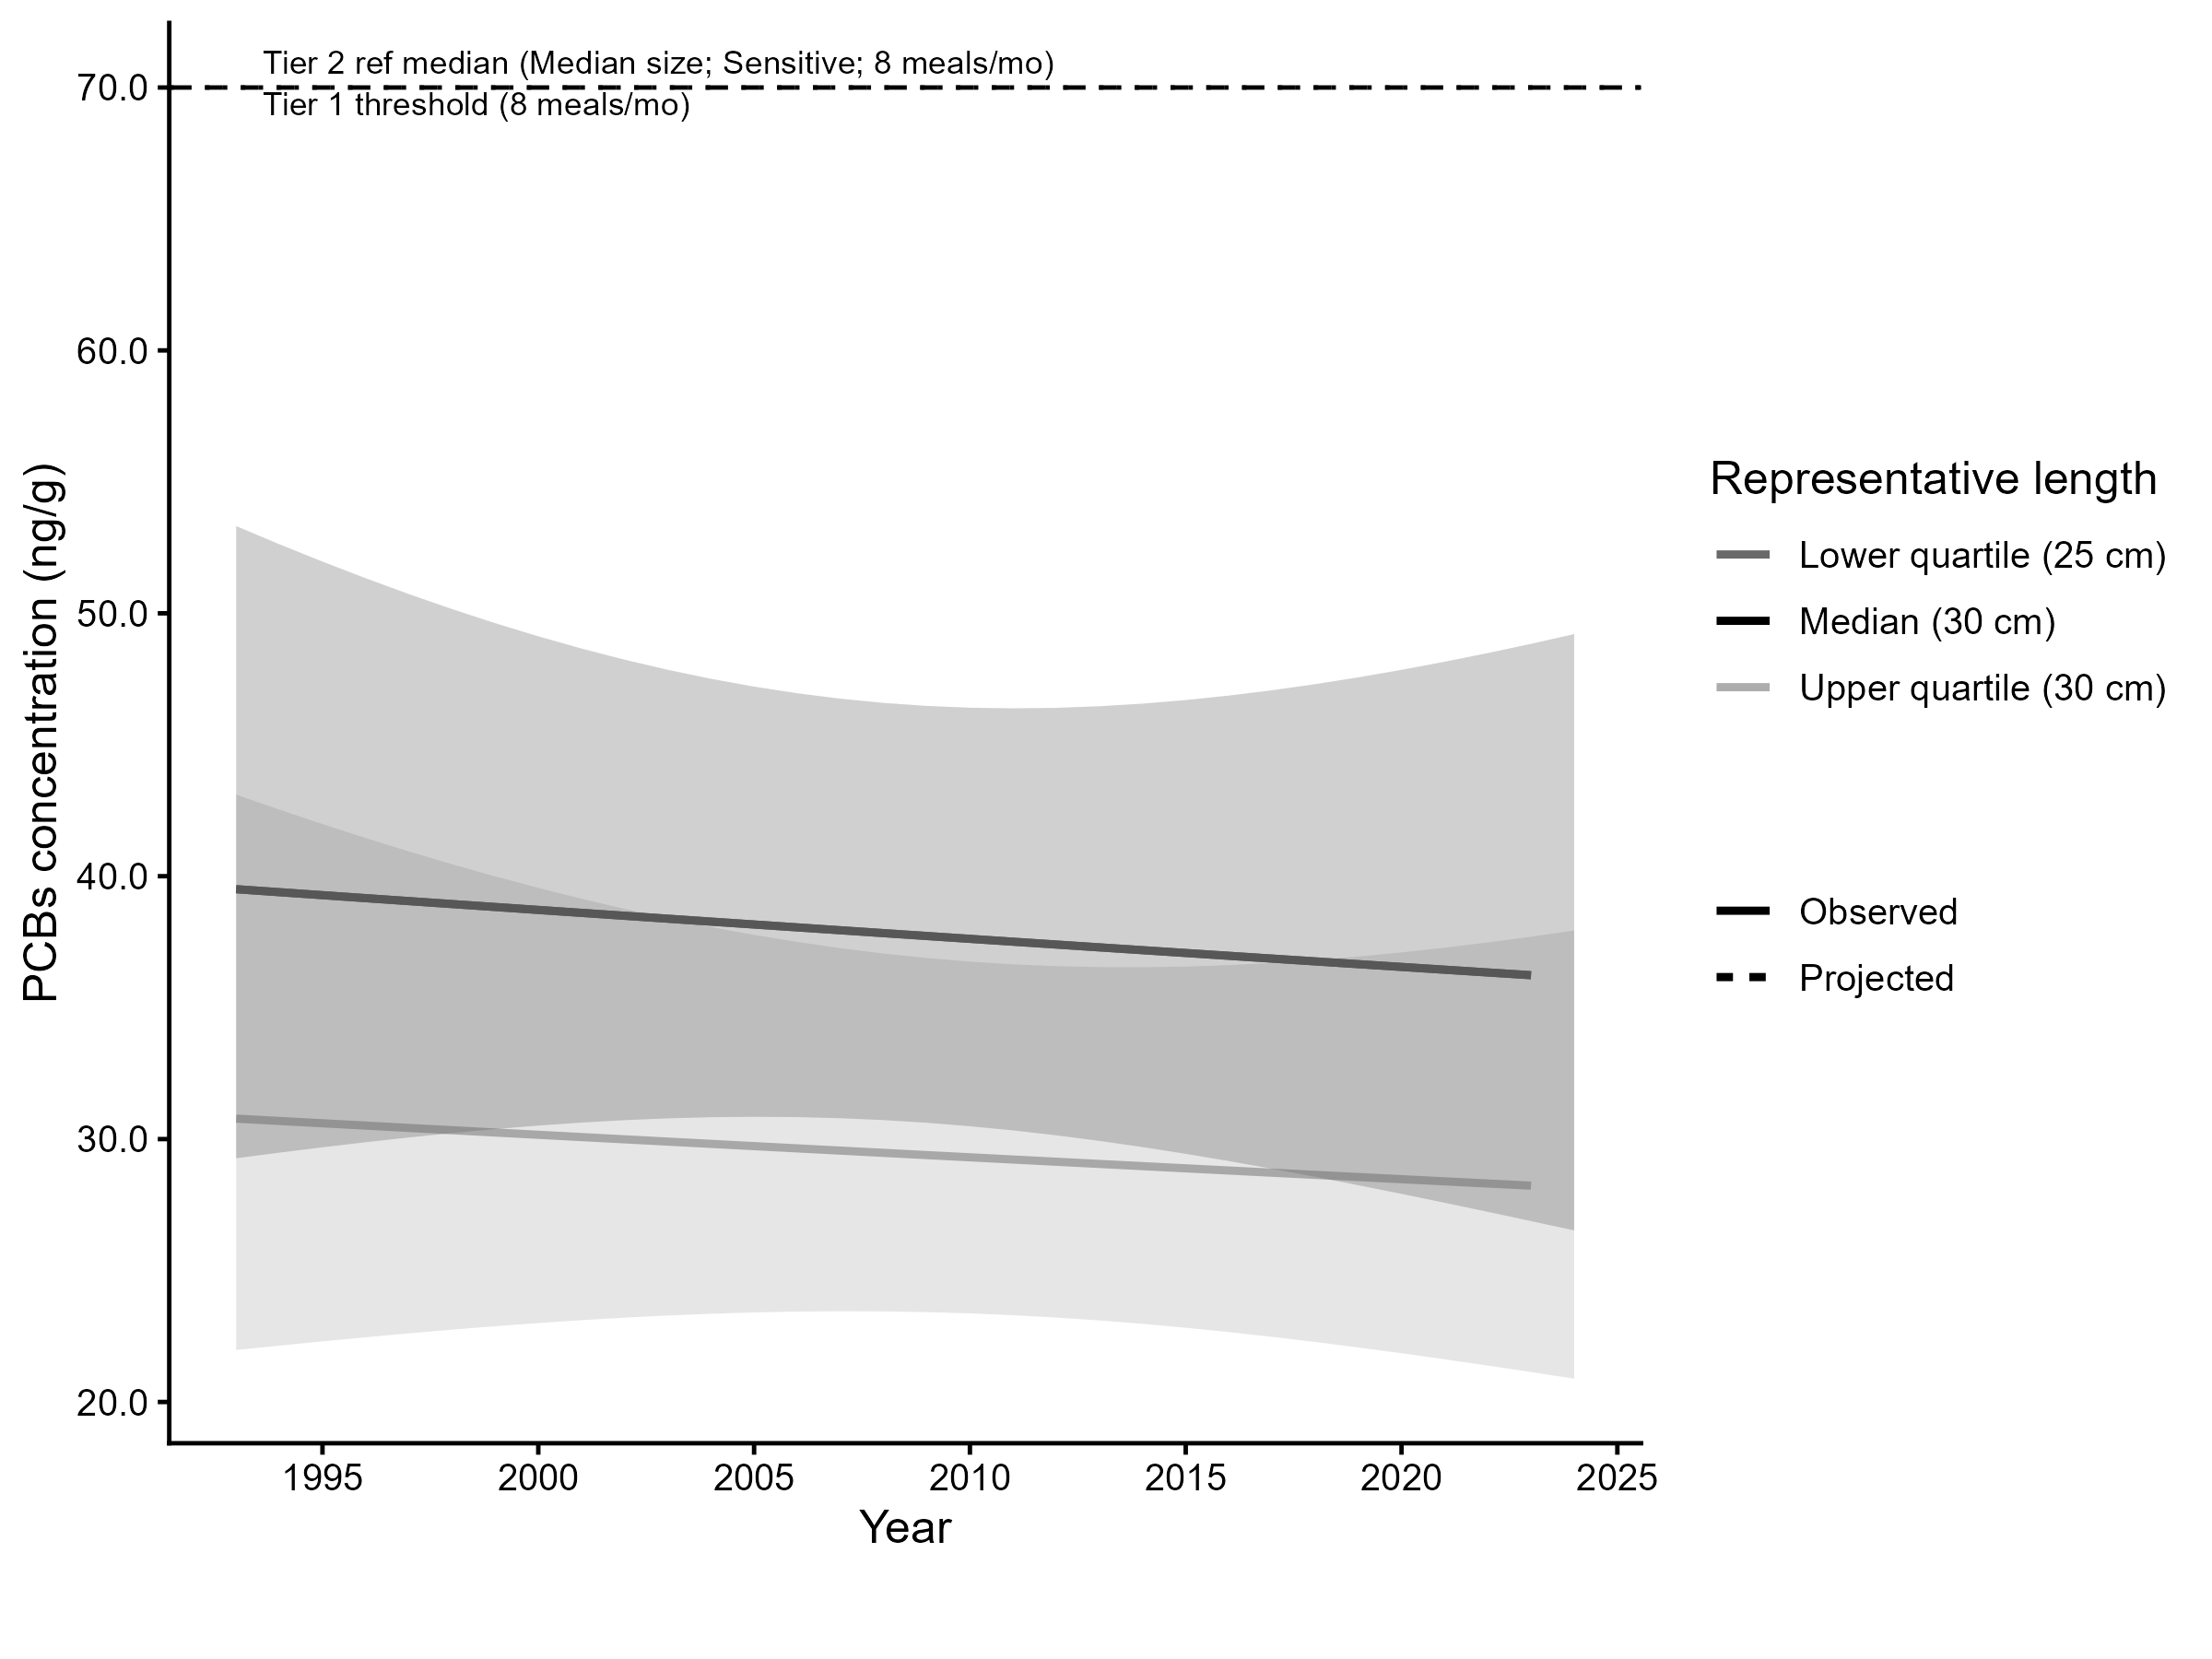 Tier 2 ref median (Median size; Sensitive; 8 meals/mo)
Tier 1 threshold (8 meals/mo)
70.0
60.0
50.0
40.0
30.0
20.0
PCBs concentration (ng/g)
1995
2000
2005
2010
2015
2020
2025
Year
Representative length
Lower quartile (25 cm)
Median (30 cm)
Upper quartile (30 cm)
Observed
Projected